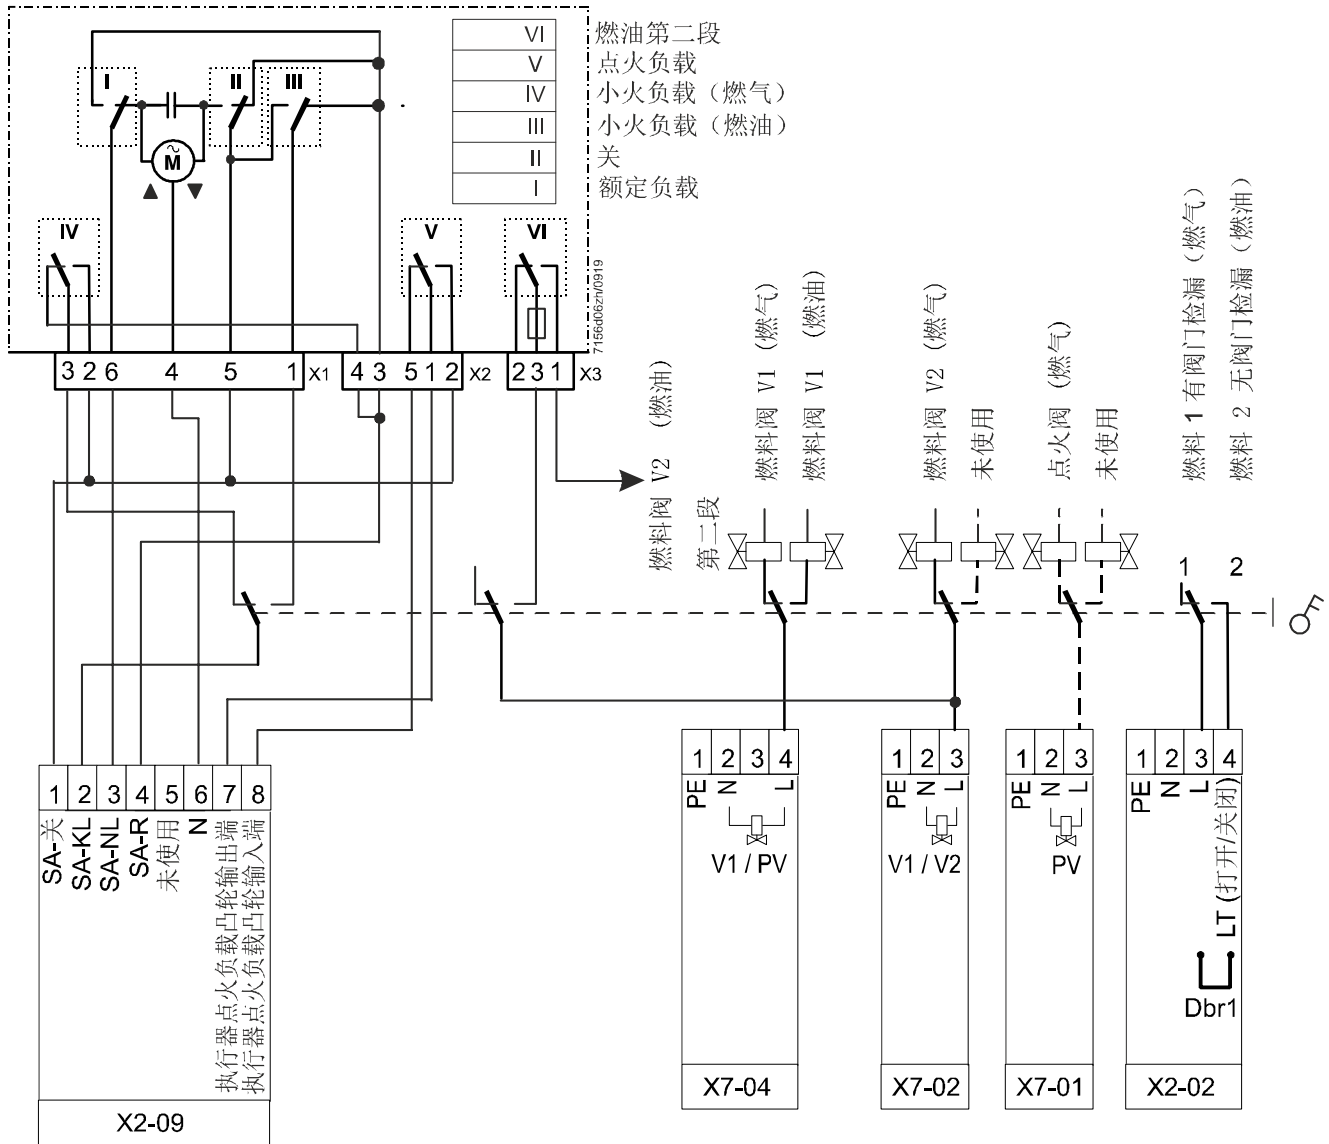 VI 燃油第二段
V 点火负载
IV 小火负载（燃气）
III 小火负载（燃油）
II 关
I 额定负载
I
II
III
M
~
IV
V
VI
7156d06zh/0919
3 2 6 4 5 1 X1
4 3 5 1 2 X2
2 3 1 X3
燃料阀 V2 (燃油)
第二段
燃料阀 V1 (燃气)
燃料阀 V1 (燃油)
燃料阀 V2 (燃气)
未使用
点火阀 (燃气)
未使用
燃料 1 有阀门检漏（燃气）
燃料 2 无阀门检漏（燃油）
1 2
1 2 3 4 5 6 7 8
SA-关
SA-KL
SA-NL
SA-R
未使用
N
执行器点火负载凸轮输出端
执行器点火负载凸轮输入端
X2-09
1 2 3 4
PE
N
L
V1 / PV
X7-04
1 2 3
PE
N
L
V1 / V2
X7-02
1 2 3
PE
N
L
PV
X7-01
1 2 3 4
PE
N
L
LT (打开/关闭)
Dbr1
X2-02